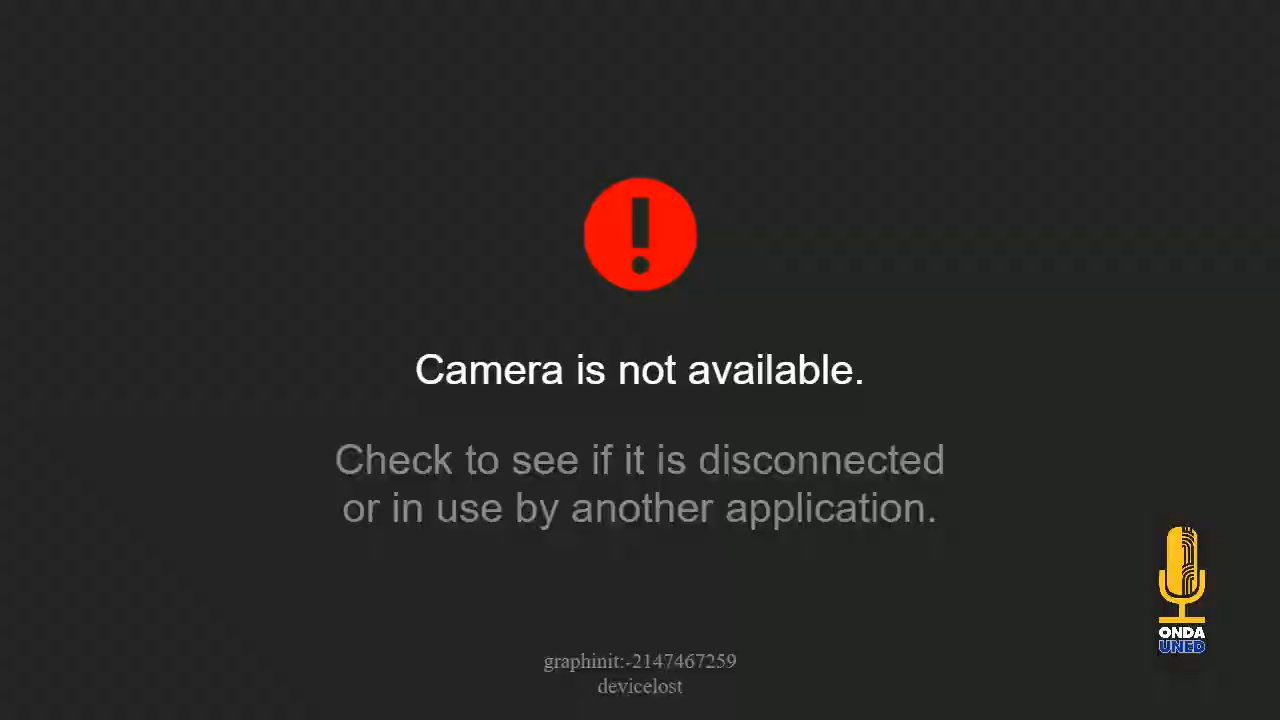 Camera is not available.
Check to see if it is disconnected
or in use by another application.
graphinit:-2147467259
devicelost
ONDA
UNED